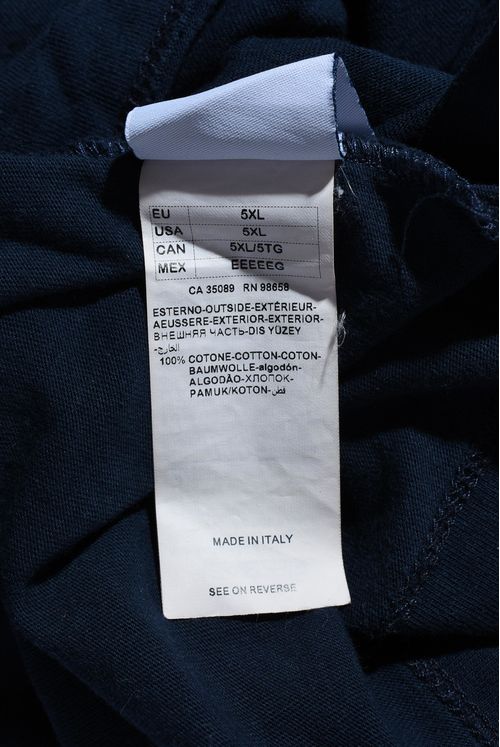 EU 5XL
USA 5XL
CAN 5XL/5TG
MEX EEEEEG
CA 35089 RN 98658
ESTERNO-OUTSIDE-EXTÉRIEUR-
AEUSSERE-EXTERIOR-EXTERIOR-
ВНЕШНЯЯ ЧАСТЬ-DIS YÜZEY
-الخارج
100% COTONE-COTTON-COTON-
BAUMWOLLE-algodón-
ALGODÃO-ХЛОПОК-
PAMUK/KOTON-قطن
MADE IN ITALY
SEE ON REVERSE